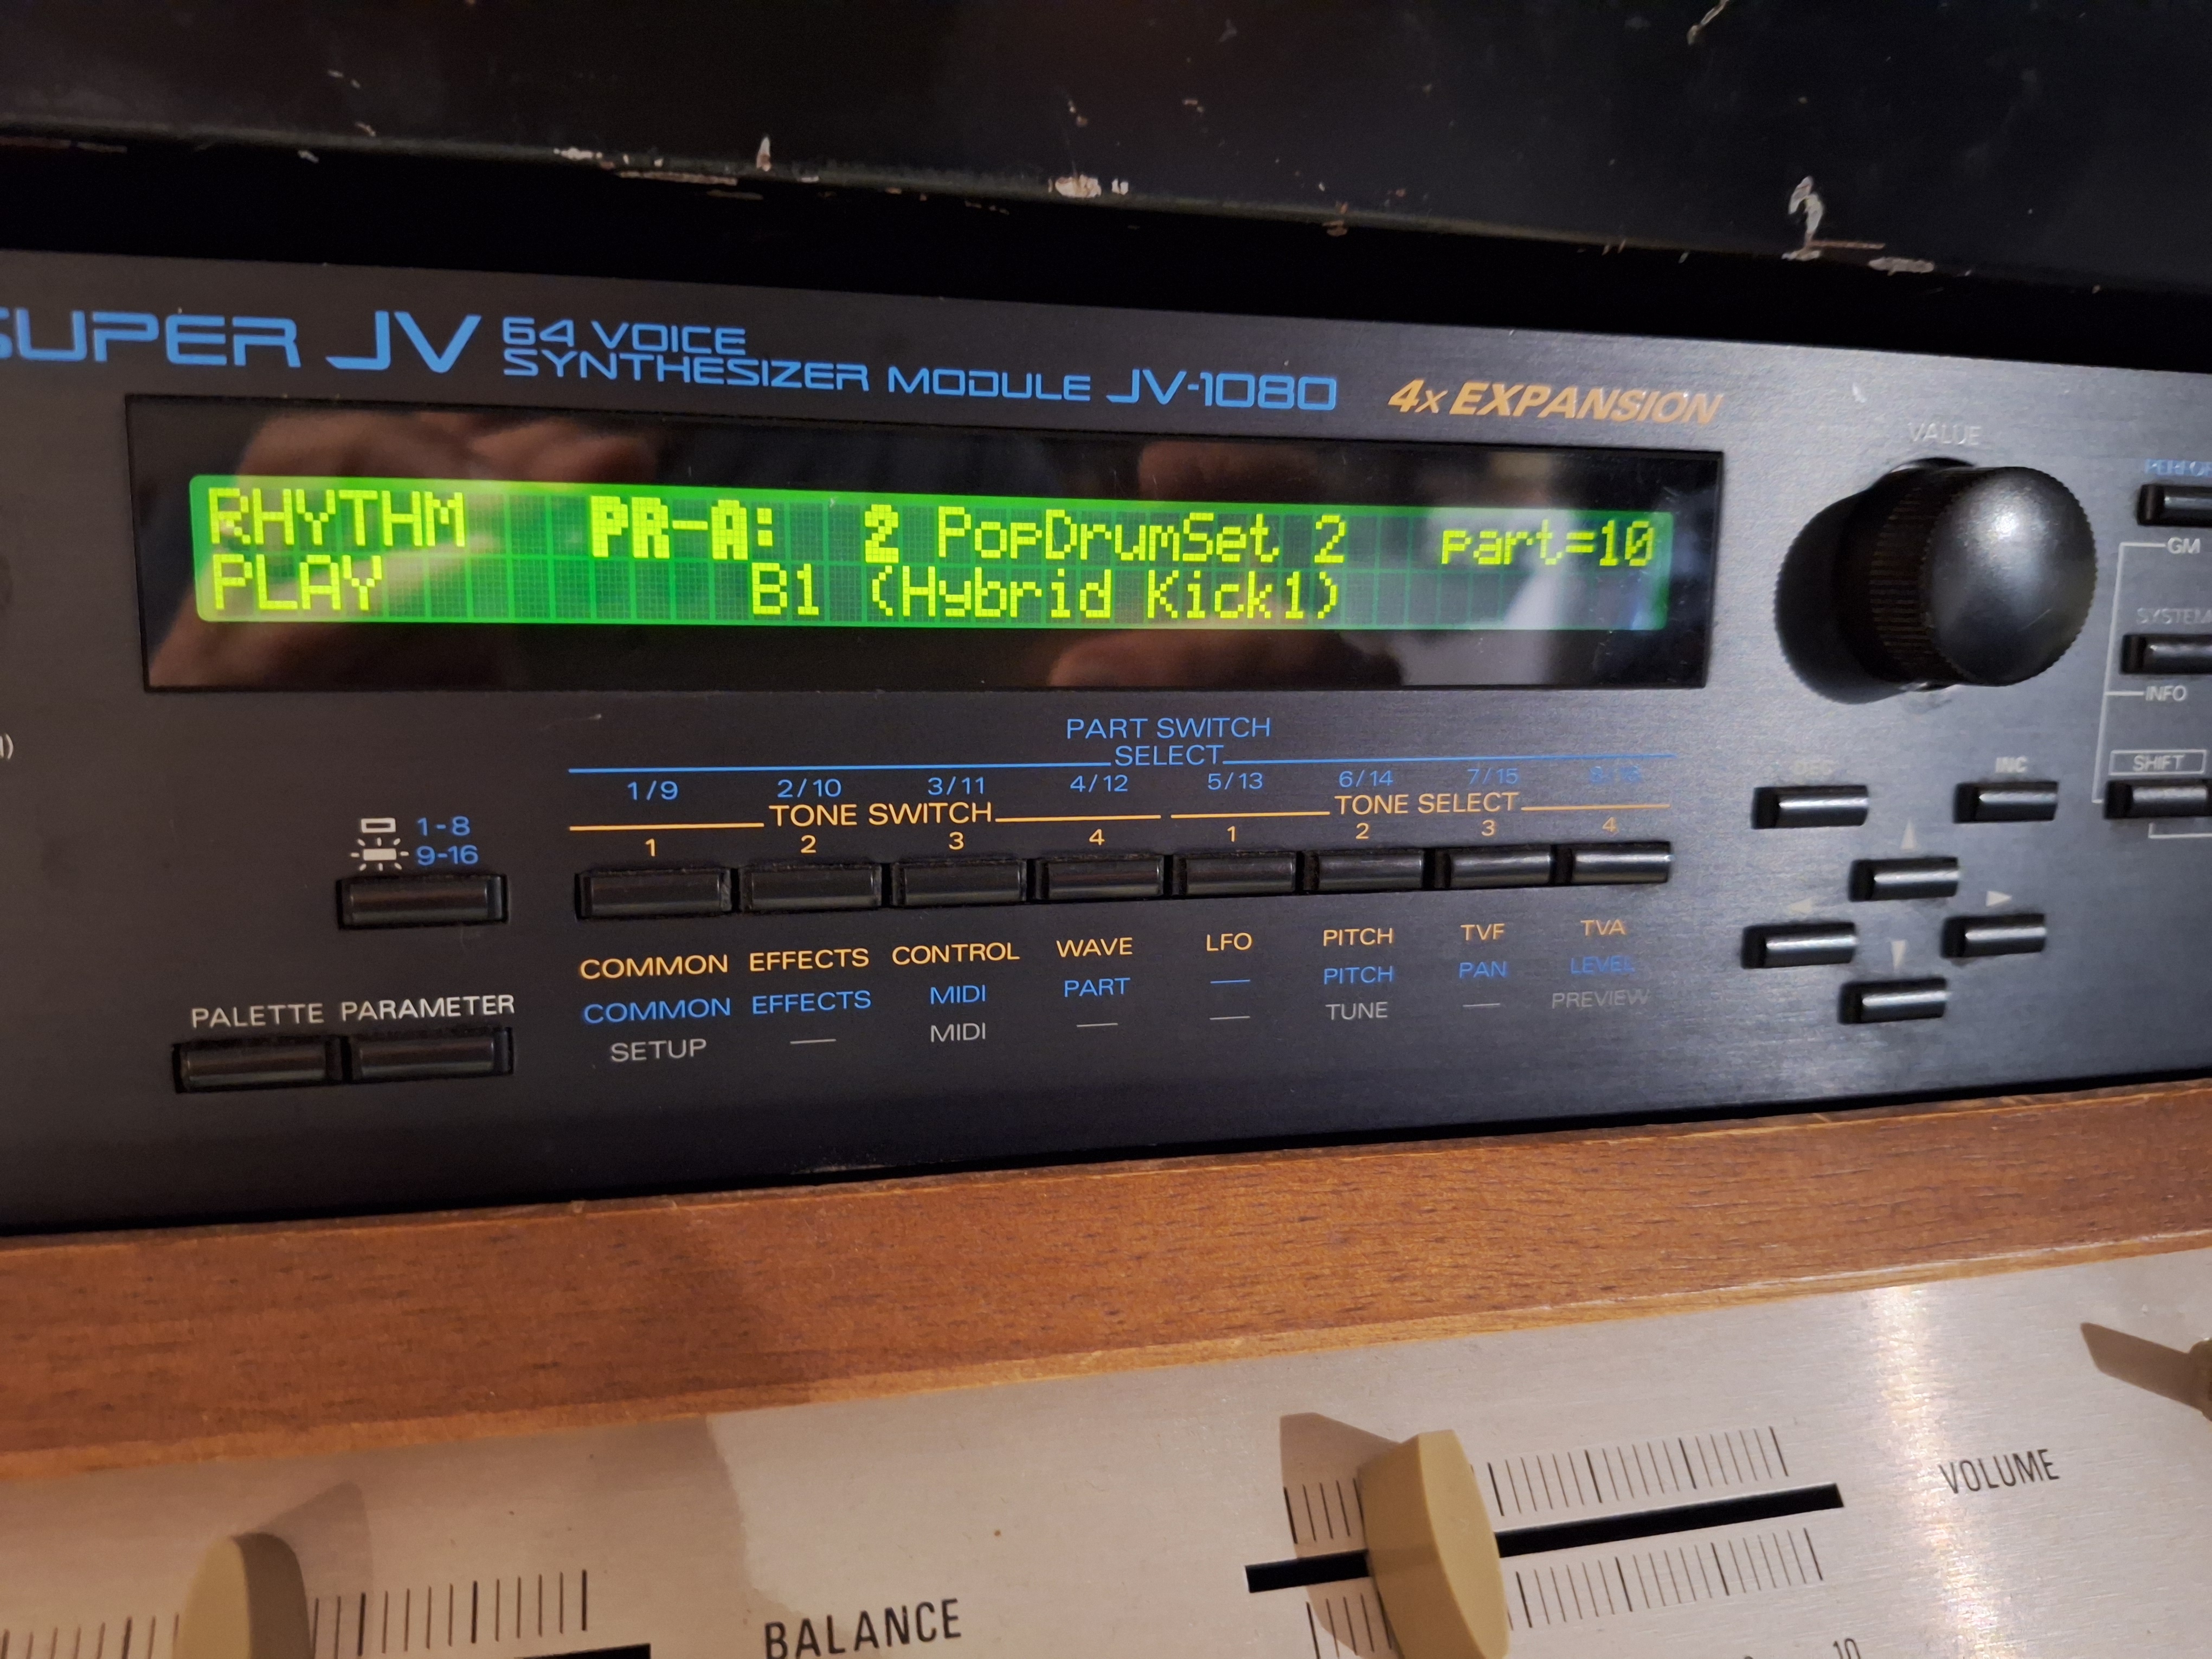 SUPER JV 64 VOICE
SYNTHESIZER MODULE JV-1080 4x EXPANSION
VALUE
RHYTHM PR-A: 2 PopDrumSet 2 part=10
PLAY B1 (Hybrid Kick1)
GM
SYSTEM
INFO
PART SWITCH
SELECT
1/9 2/10 3/11 4/12 5/13 6/14 7/15
TONE SWITCH TONE SELECT
1 2 3 4 1 2 3 4
1-8
9-16
INC
SHIFT
COMMON EFFECTS CONTROL WAVE LFO PITCH TVF TVA
COMMON EFFECTS MIDI PART — PITCH PAN LEVEL
SETUP — MIDI — — TUNE — PREVIEW
PALETTE PARAMETER
BALANCE
VOLUME
10